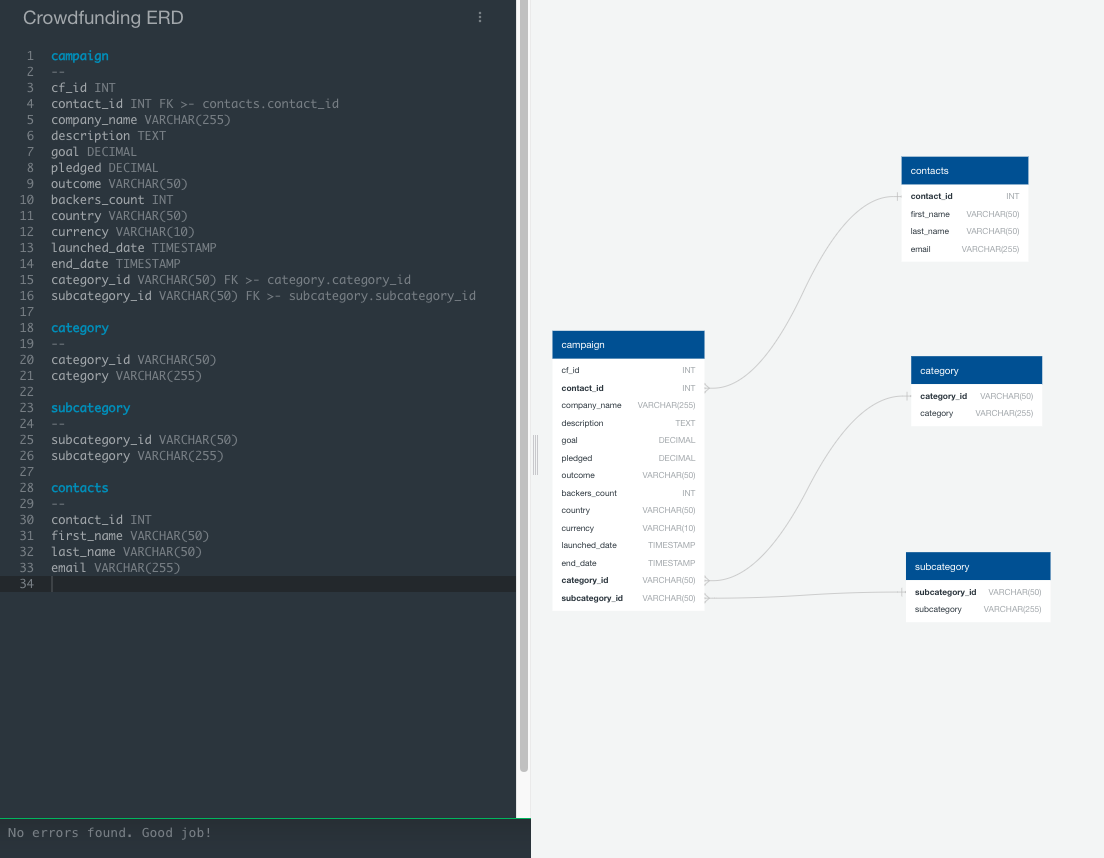 Crowdfunding ERD
1 campaign
2 --
3 cf_id INT
4 contact_id INT FK >- contacts.contact_id
5 company_name VARCHAR(255)
6 description TEXT
7 goal DECIMAL
8 pledged DECIMAL
9 outcome VARCHAR(50)
10 backers_count INT
11 country VARCHAR(50)
12 currency VARCHAR(10)
13 launched_date TIMESTAMP
14 end_date TIMESTAMP
15 category_id VARCHAR(50) FK >- category.category_id
16 subcategory_id VARCHAR(50) FK >- subcategory.subcategory_id
17
18 category
19 --
20 category_id VARCHAR(50)
21 category VARCHAR(255)
22
23 subcategory
24 --
25 subcategory_id VARCHAR(50)
26 subcategory VARCHAR(255)
27
28 contacts
29 --
30 contact_id INT
31 first_name VARCHAR(50)
32 last_name VARCHAR(50)
33 email VARCHAR(255)
34
No errors found. Good job!
campaign
cf_id INT
contact_id INT
company_name VARCHAR(255)
description TEXT
goal DECIMAL
pledged DECIMAL
outcome VARCHAR(50)
backers_count INT
country VARCHAR(50)
currency VARCHAR(10)
launched_date TIMESTAMP
end_date TIMESTAMP
category_id VARCHAR(50)
subcategory_id VARCHAR(50)
contacts
contact_id INT
first_name VARCHAR(50)
last_name VARCHAR(50)
email VARCHAR(255)
category
category_id VARCHAR(50)
category VARCHAR(255)
subcategory
subcategory_id VARCHAR(50)
subcategory VARCHAR(255)